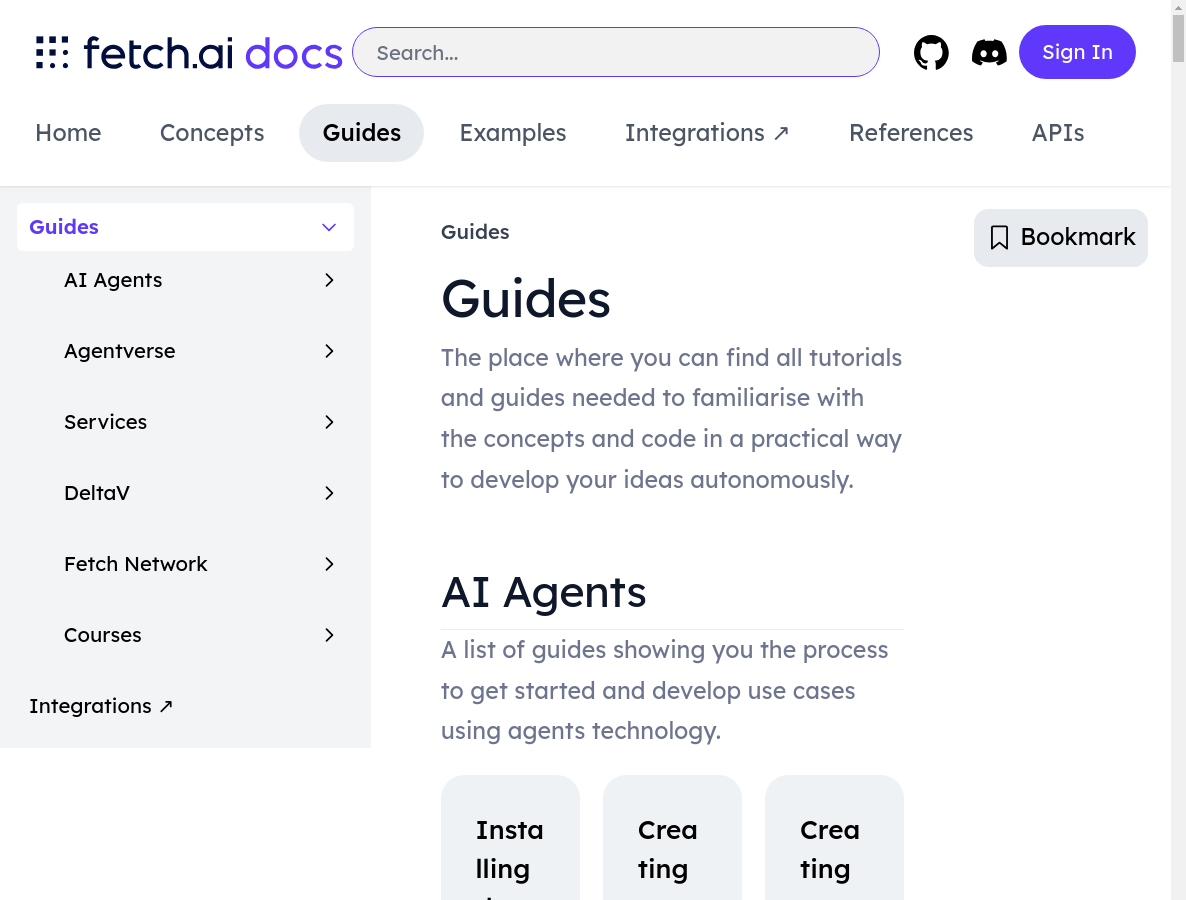 fetch.ai docs
Search...
Sign In
Home Concepts Guides Examples Integrations ↗ References APIs
Guides
AI Agents
Agentverse
Services
DeltaV
Fetch Network
Courses
Integrations ↗
Guides
Bookmark
Guides
The place where you can find all tutorials
and guides needed to familiarise with
the concepts and code in a practical way
to develop your ideas autonomously.
AI Agents
A list of guides showing you the process
to get started and develop use cases
using agents technology.
Insta
lling
Crea
ting
Crea
ting